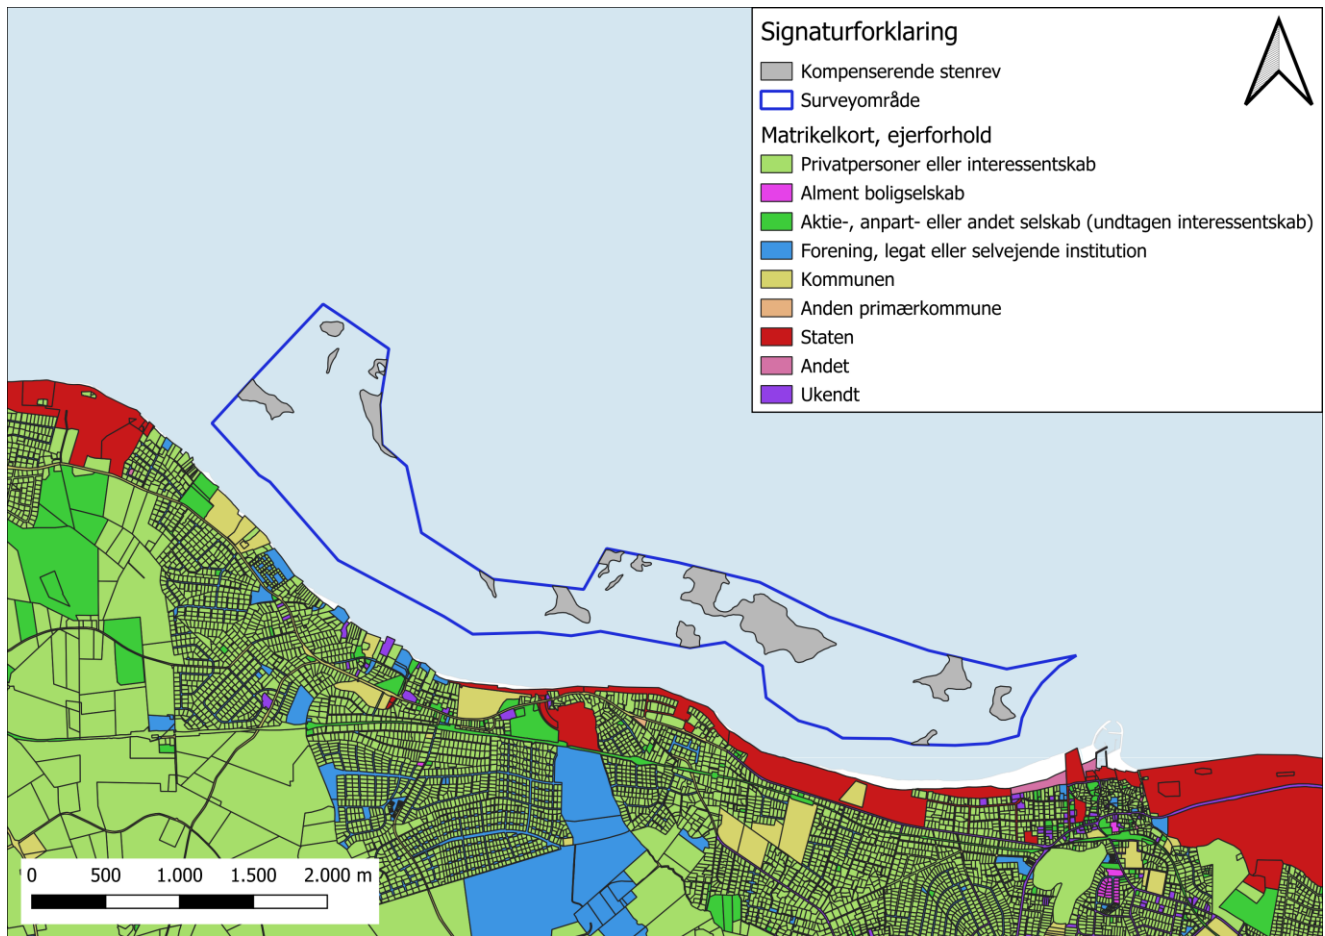 Signaturforklaring
Kompenserende stenrev
Surveyområde
Matrikelkort, ejerforhold
Privatpersoner eller interessentskab
Alment boligselskab
Aktie-, anpart- eller andet selskab (undtagen interessentskab)
Forening, legat eller selvejende institution
Kommunen
Anden primærkommune
Staten
Andet
Ukendt
0 500 1.000 1.500 2.000 m